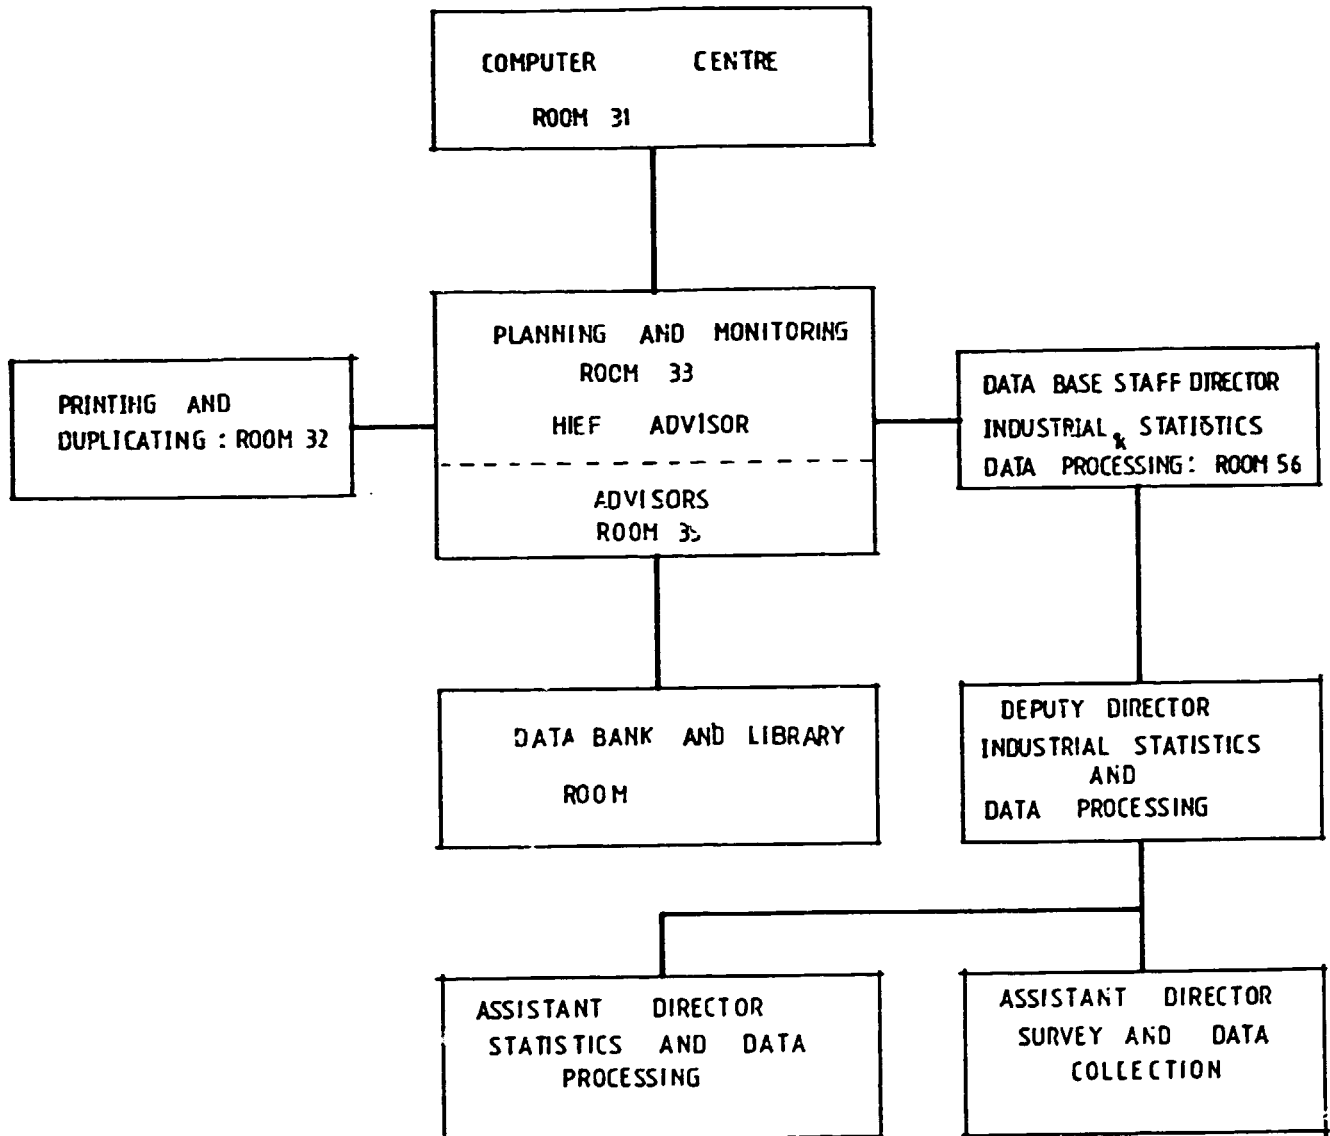 COMPUTER CENTRE
ROOM 31
PLANNING AND MONITORING
ROOM 33
HIEF ADVISOR
ADVISORS
ROOM
PRINTING AND
DUPLICATING : ROOM 32
DATA BASE STAFF DIRECTOR
INDUSTRIAL & STATISTICS
DATA PROCESSING: ROOM 56
DATA BANK AND LIBRARY
ROOM
DEPUTY DIRECTOR
INDUSTRIAL STATISTICS
AND
DATA PROCESSING
ASSISTANT DIRECTOR
STATISTICS AND DATA
PROCESSING
ASSISTANT DIRECTOR
SURVEY AND DATA
COLLECTION